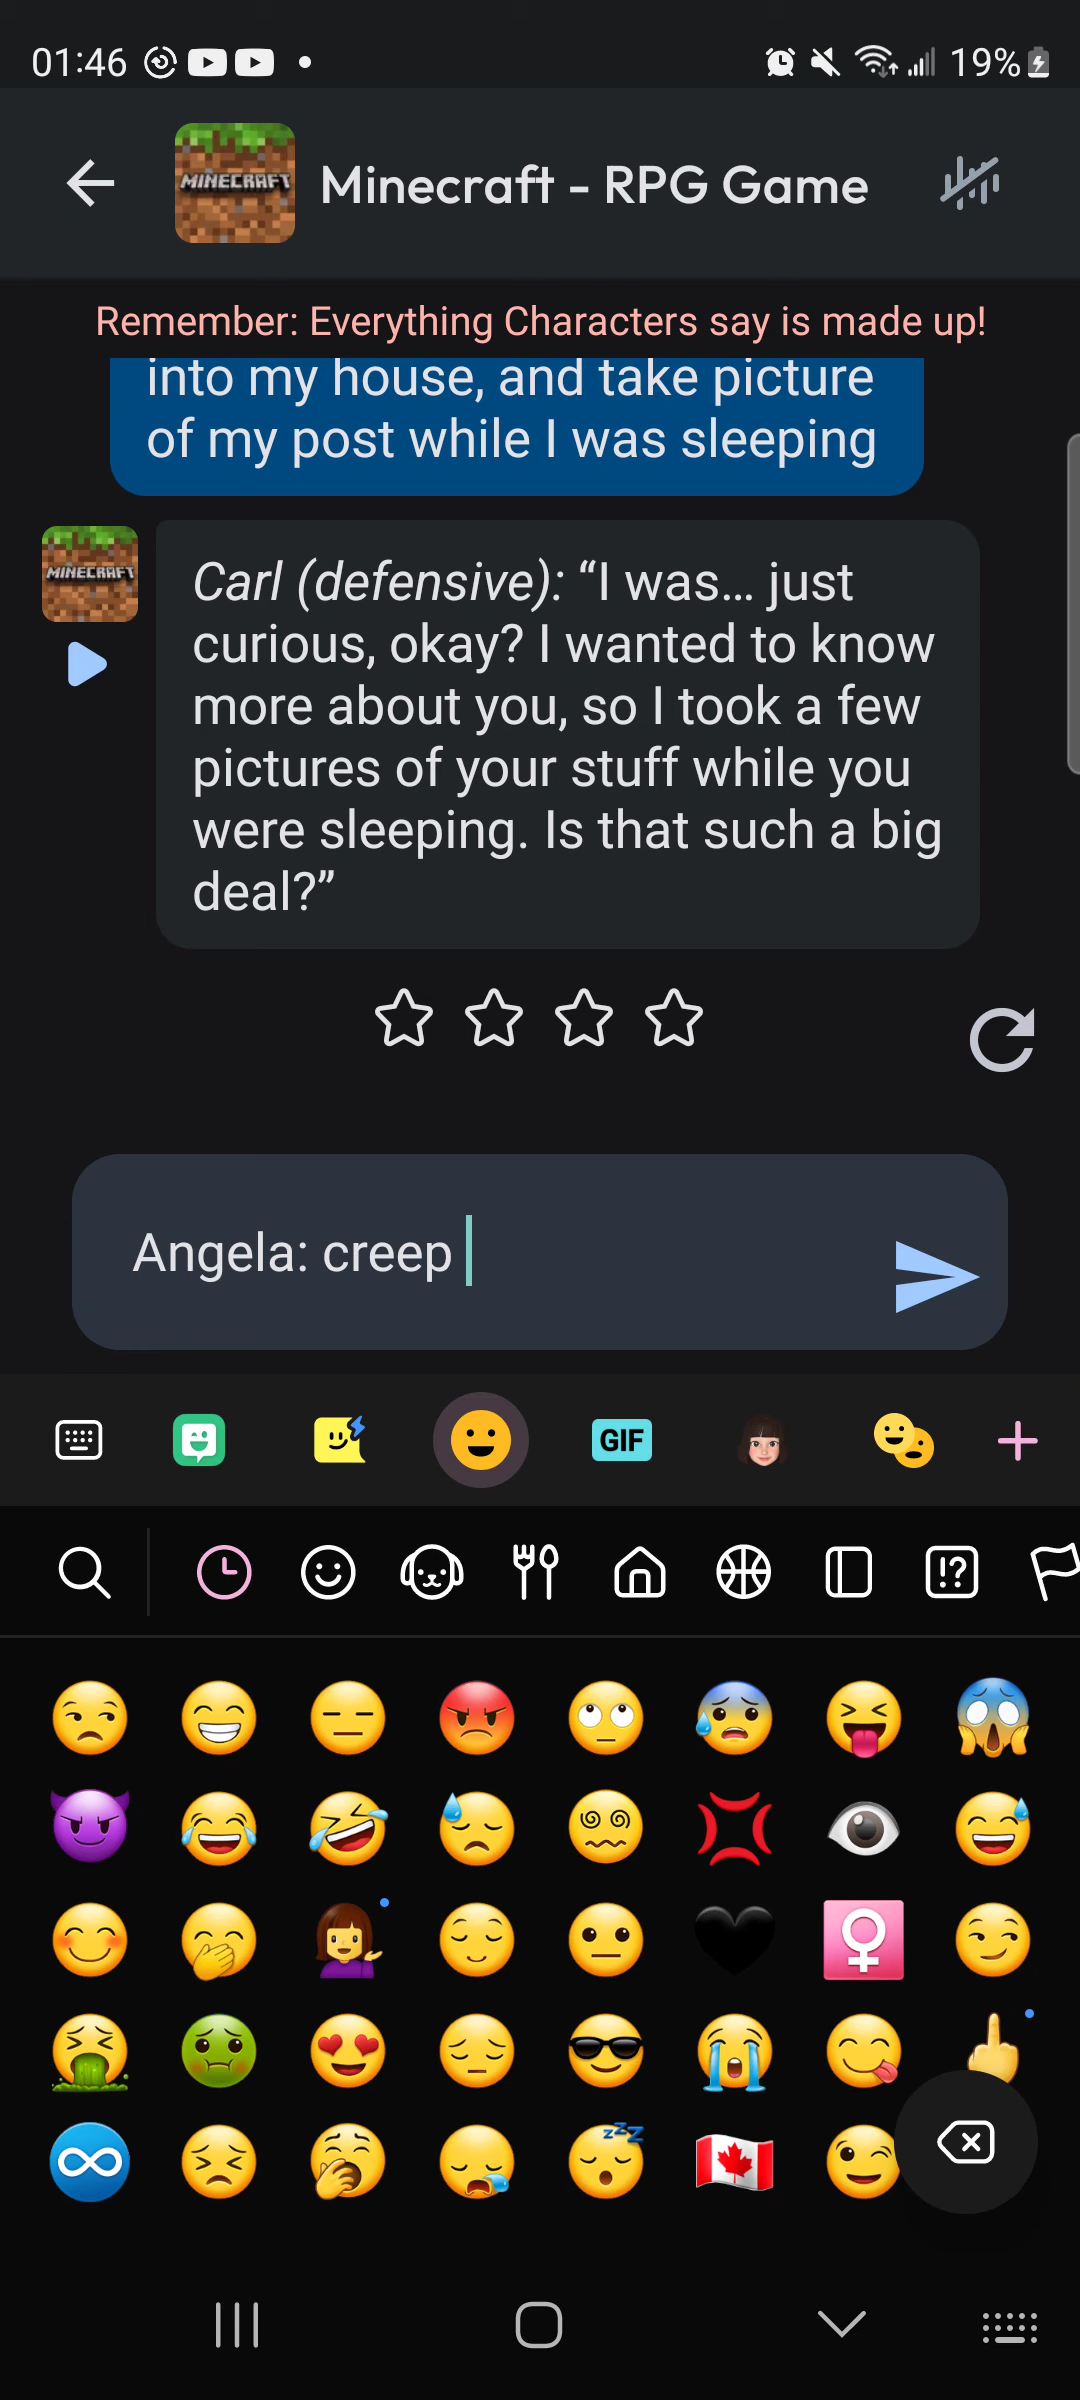 01:46
19%
MINECRAFT
Minecraft - RPG Game
Remember: Everything Characters say is made up!
into my house, and take picture
of my post while I was sleeping
MINECRAFT
Carl (defensive): “I was... just
curious, okay? I wanted to know
more about you, so I took a few
pictures of your stuff while you
were sleeping. Is that such a big
deal?”
Angela: creep
GIF
!?
zzz